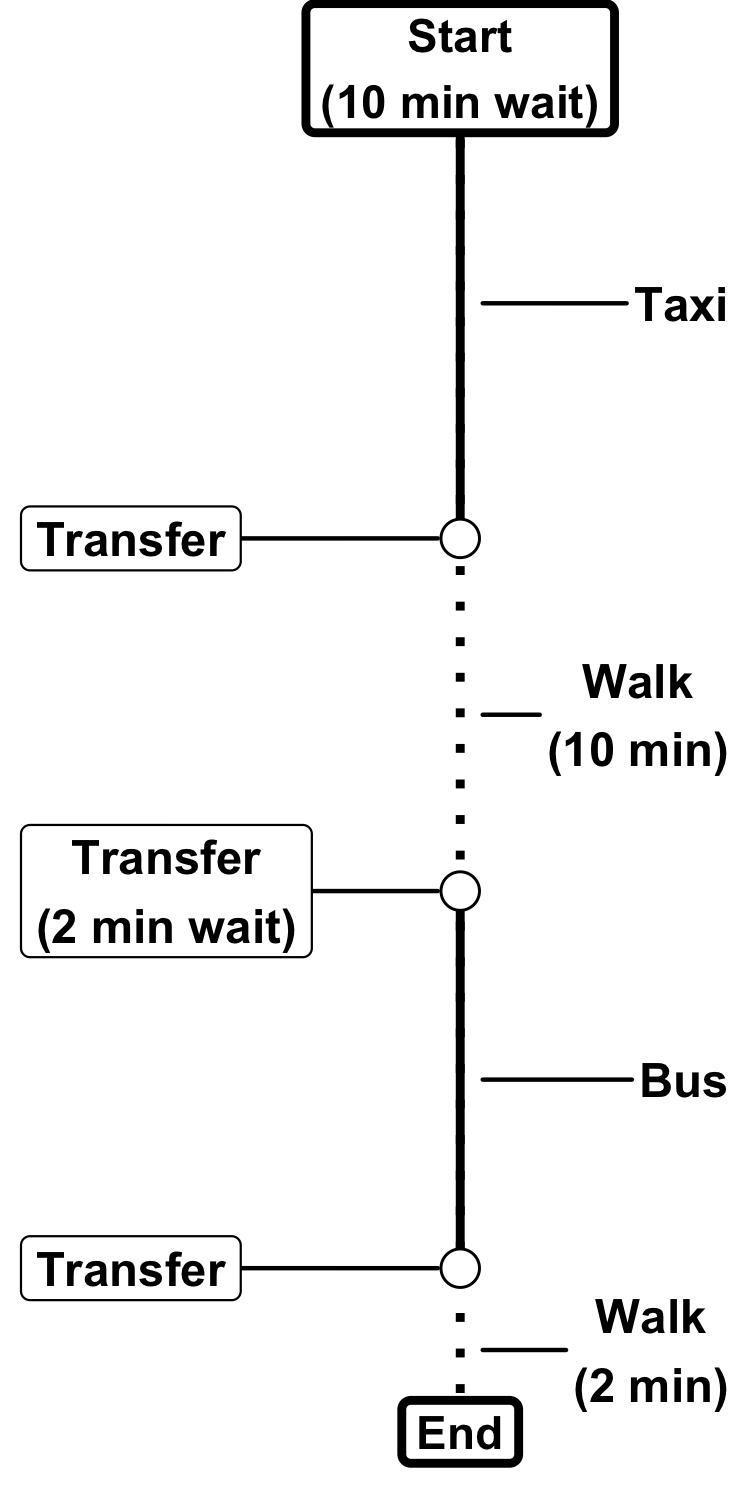 Start
(10 min wait)
Taxi
Transfer
Walk
(10 min)
Transfer
(2 min wait)
Bus
Transfer
Walk
(2 min)
End